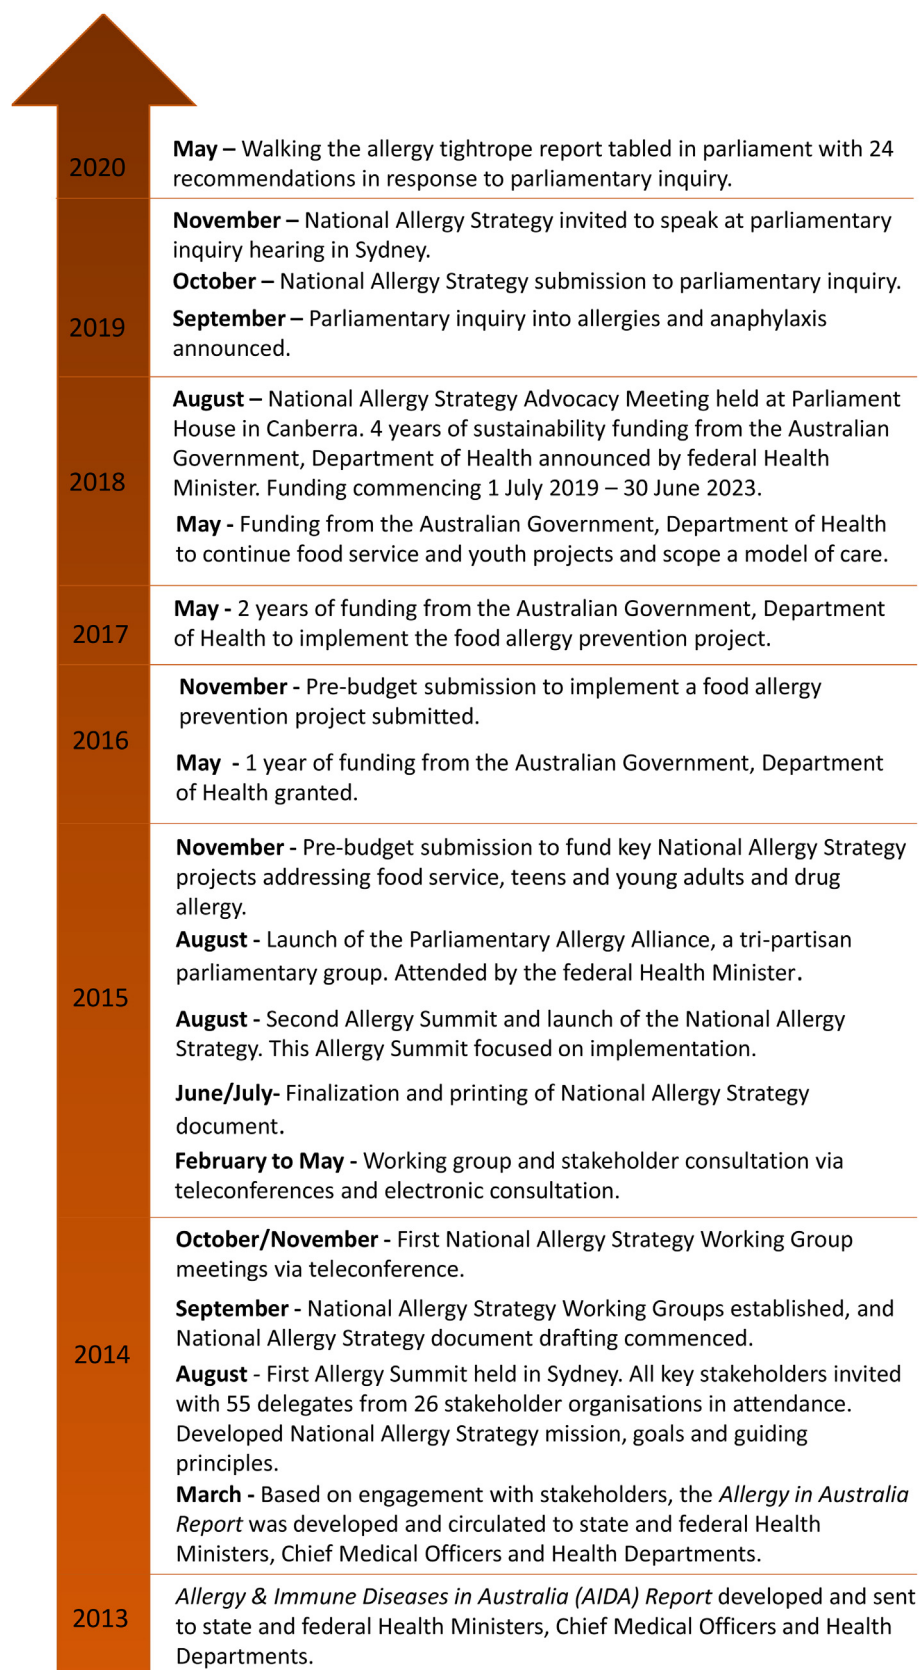 2020
May – Walking the allergy tightrope report tabled in parliament with 24
recommendations in response to parliamentary inquiry.
2019
November – National Allergy Strategy invited to speak at parliamentary
inquiry hearing in Sydney.
October – National Allergy Strategy submission to parliamentary inquiry.
September – Parliamentary inquiry into allergies and anaphylaxis
announced.
2018
August – National Allergy Strategy Advocacy Meeting held at Parliament
House in Canberra. 4 years of sustainability funding from the Australian
Government, Department of Health announced by federal Health
Minister. Funding commencing 1 July 2019 – 30 June 2023.
May - Funding from the Australian Government, Department of Health
to continue food service and youth projects and scope a model of care.
2017
May - 2 years of funding from the Australian Government, Department
of Health to implement the food allergy prevention project.
2016
November - Pre-budget submission to implement a food allergy
prevention project submitted.
May  - 1 year of funding from the Australian Government, Department
of Health granted.
2015
November - Pre-budget submission to fund key National Allergy Strategy
projects addressing food service, teens and young adults and drug
allergy.
August - Launch of the Parliamentary Allergy Alliance, a tri-partisan
parliamentary group. Attended by the federal Health Minister.
August - Second Allergy Summit and launch of the National Allergy
Strategy. This Allergy Summit focused on implementation.
June/July- Finalization and printing of National Allergy Strategy
document.
February to May - Working group and stakeholder consultation via
teleconferences and electronic consultation.
2014
October/November - First National Allergy Strategy Working Group
meetings via teleconference.
September - National Allergy Strategy Working Groups established, and
National Allergy Strategy document drafting commenced.
August - First Allergy Summit held in Sydney. All key stakeholders invited
with 55 delegates from 26 stakeholder organisations in attendance.
Developed National Allergy Strategy mission, goals and guiding
principles.
March - Based on engagement with stakeholders, the Allergy in Australia
Report was developed and circulated to state and federal Health
Ministers, Chief Medical Officers and Health Departments.
2013
Allergy & Immune Diseases in Australia (AIDA) Report developed and sent
to state and federal Health Ministers, Chief Medical Officers and Health
Departments.